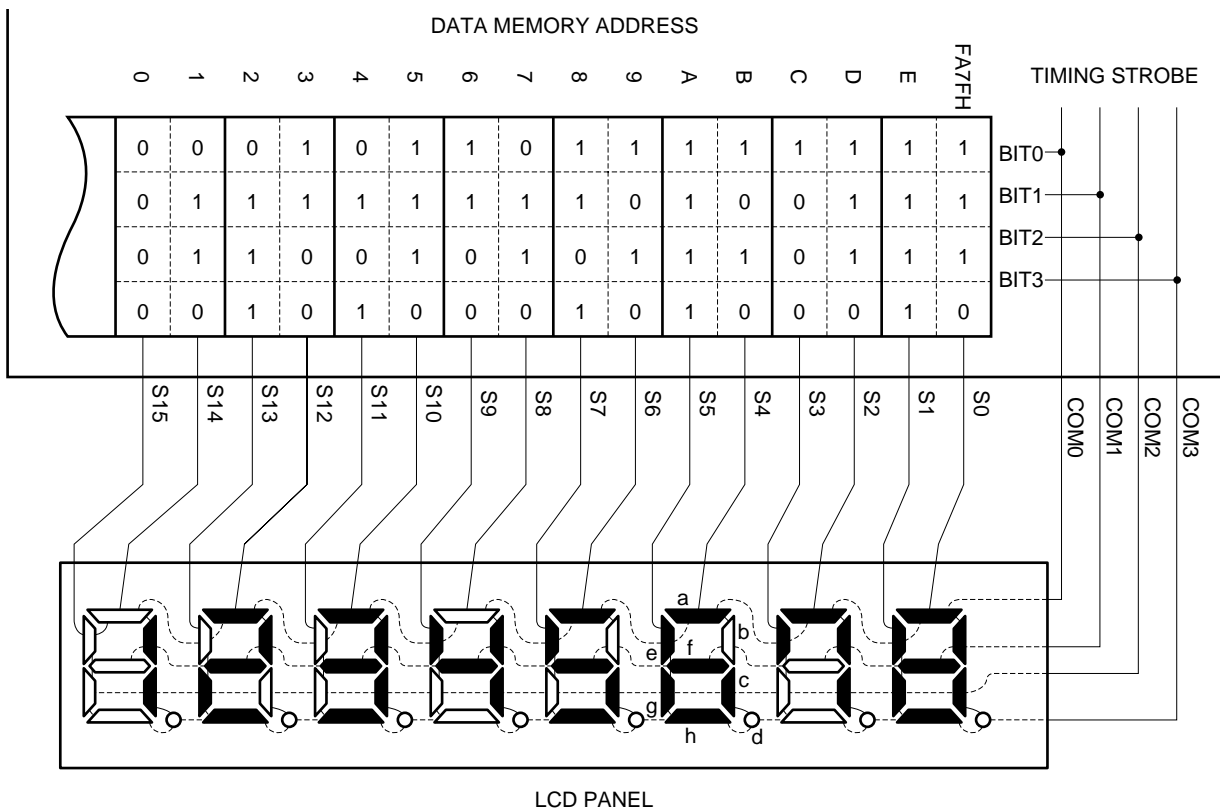 DATA MEMORY ADDRESS
0 1 2 3 4 5 6 7 8 9 A B C D E FA7FH
TIMING STROBE
0 0 0 1 0 1 1 0 1 1 1 1 1 1 1 1 BIT0
0 1 1 1 1 1 1 1 1 0 1 0 0 1 1 1 BIT1
0 1 1 0 0 1 0 1 0 1 1 1 0 1 1 1 BIT2
0 0 1 0 1 0 0 0 1 0 1 0 0 0 1 0 BIT3
S15 S14 S13 S12 S11 S10 S9 S8 S7 S6 S5 S4 S3 S2 S1 S0 COM0 COM1 COM2 COM3
a
b
e f
c
g
h d
LCD PANEL